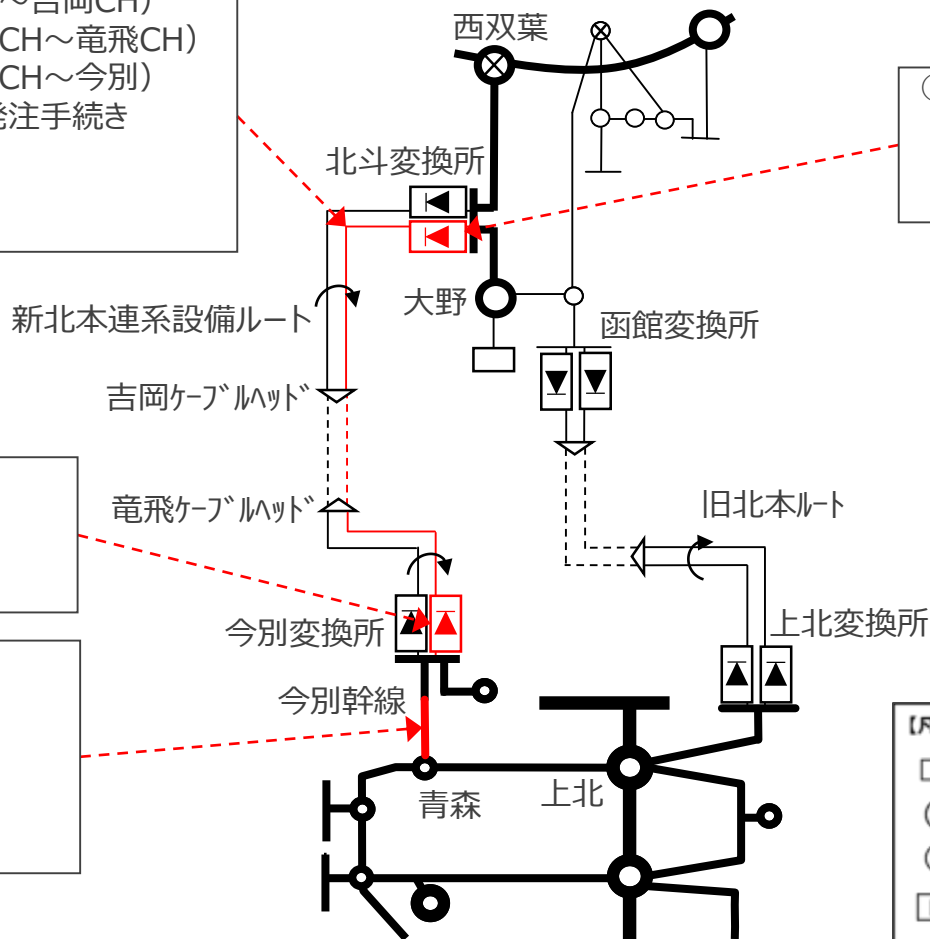 ～吉岡CH）
CH～竜飛CH）
CH～今別）
発注手続き
西双葉
北斗変換所
大野
函館変換所
新北本連系設備ルート
吉岡ｹｰﾌﾞﾙﾍｯﾄﾞ
竜飛ｹｰﾌﾞﾙﾍｯﾄﾞ
旧北本ﾙｰﾄ
今別変換所
上北変換所
今別幹線
青森
上北